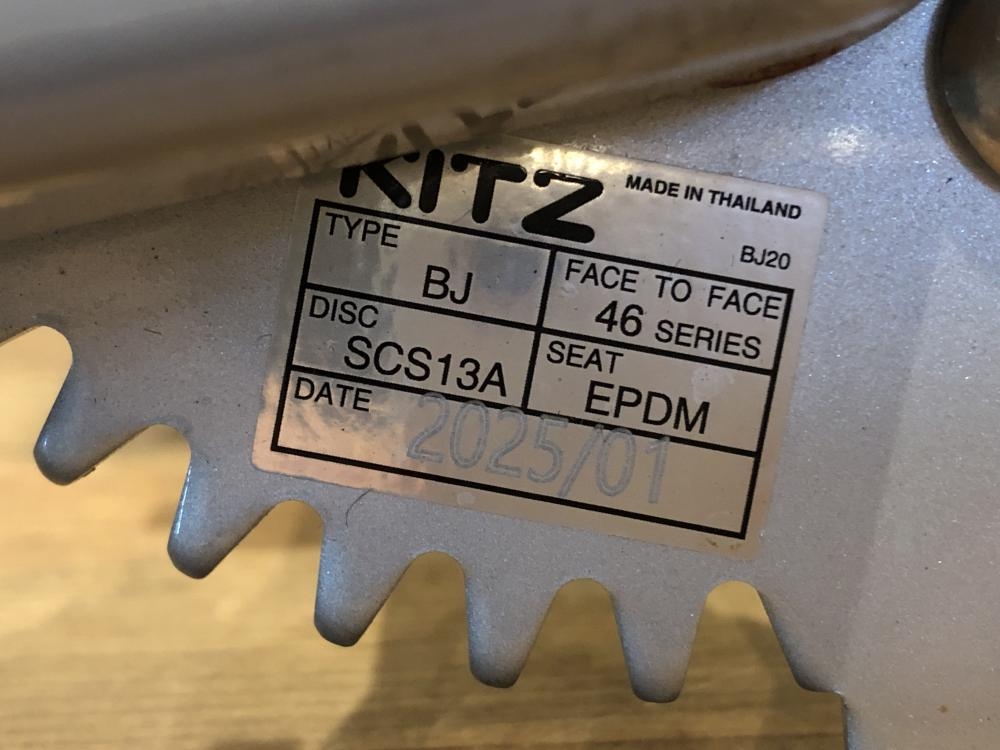 KITZ
MADE IN THAILAND
BJ20
TYPE
BJ
FACE TO FACE
46 SERIES
DISC
SCS13A
SEAT
EPDM
DATE
2025/01